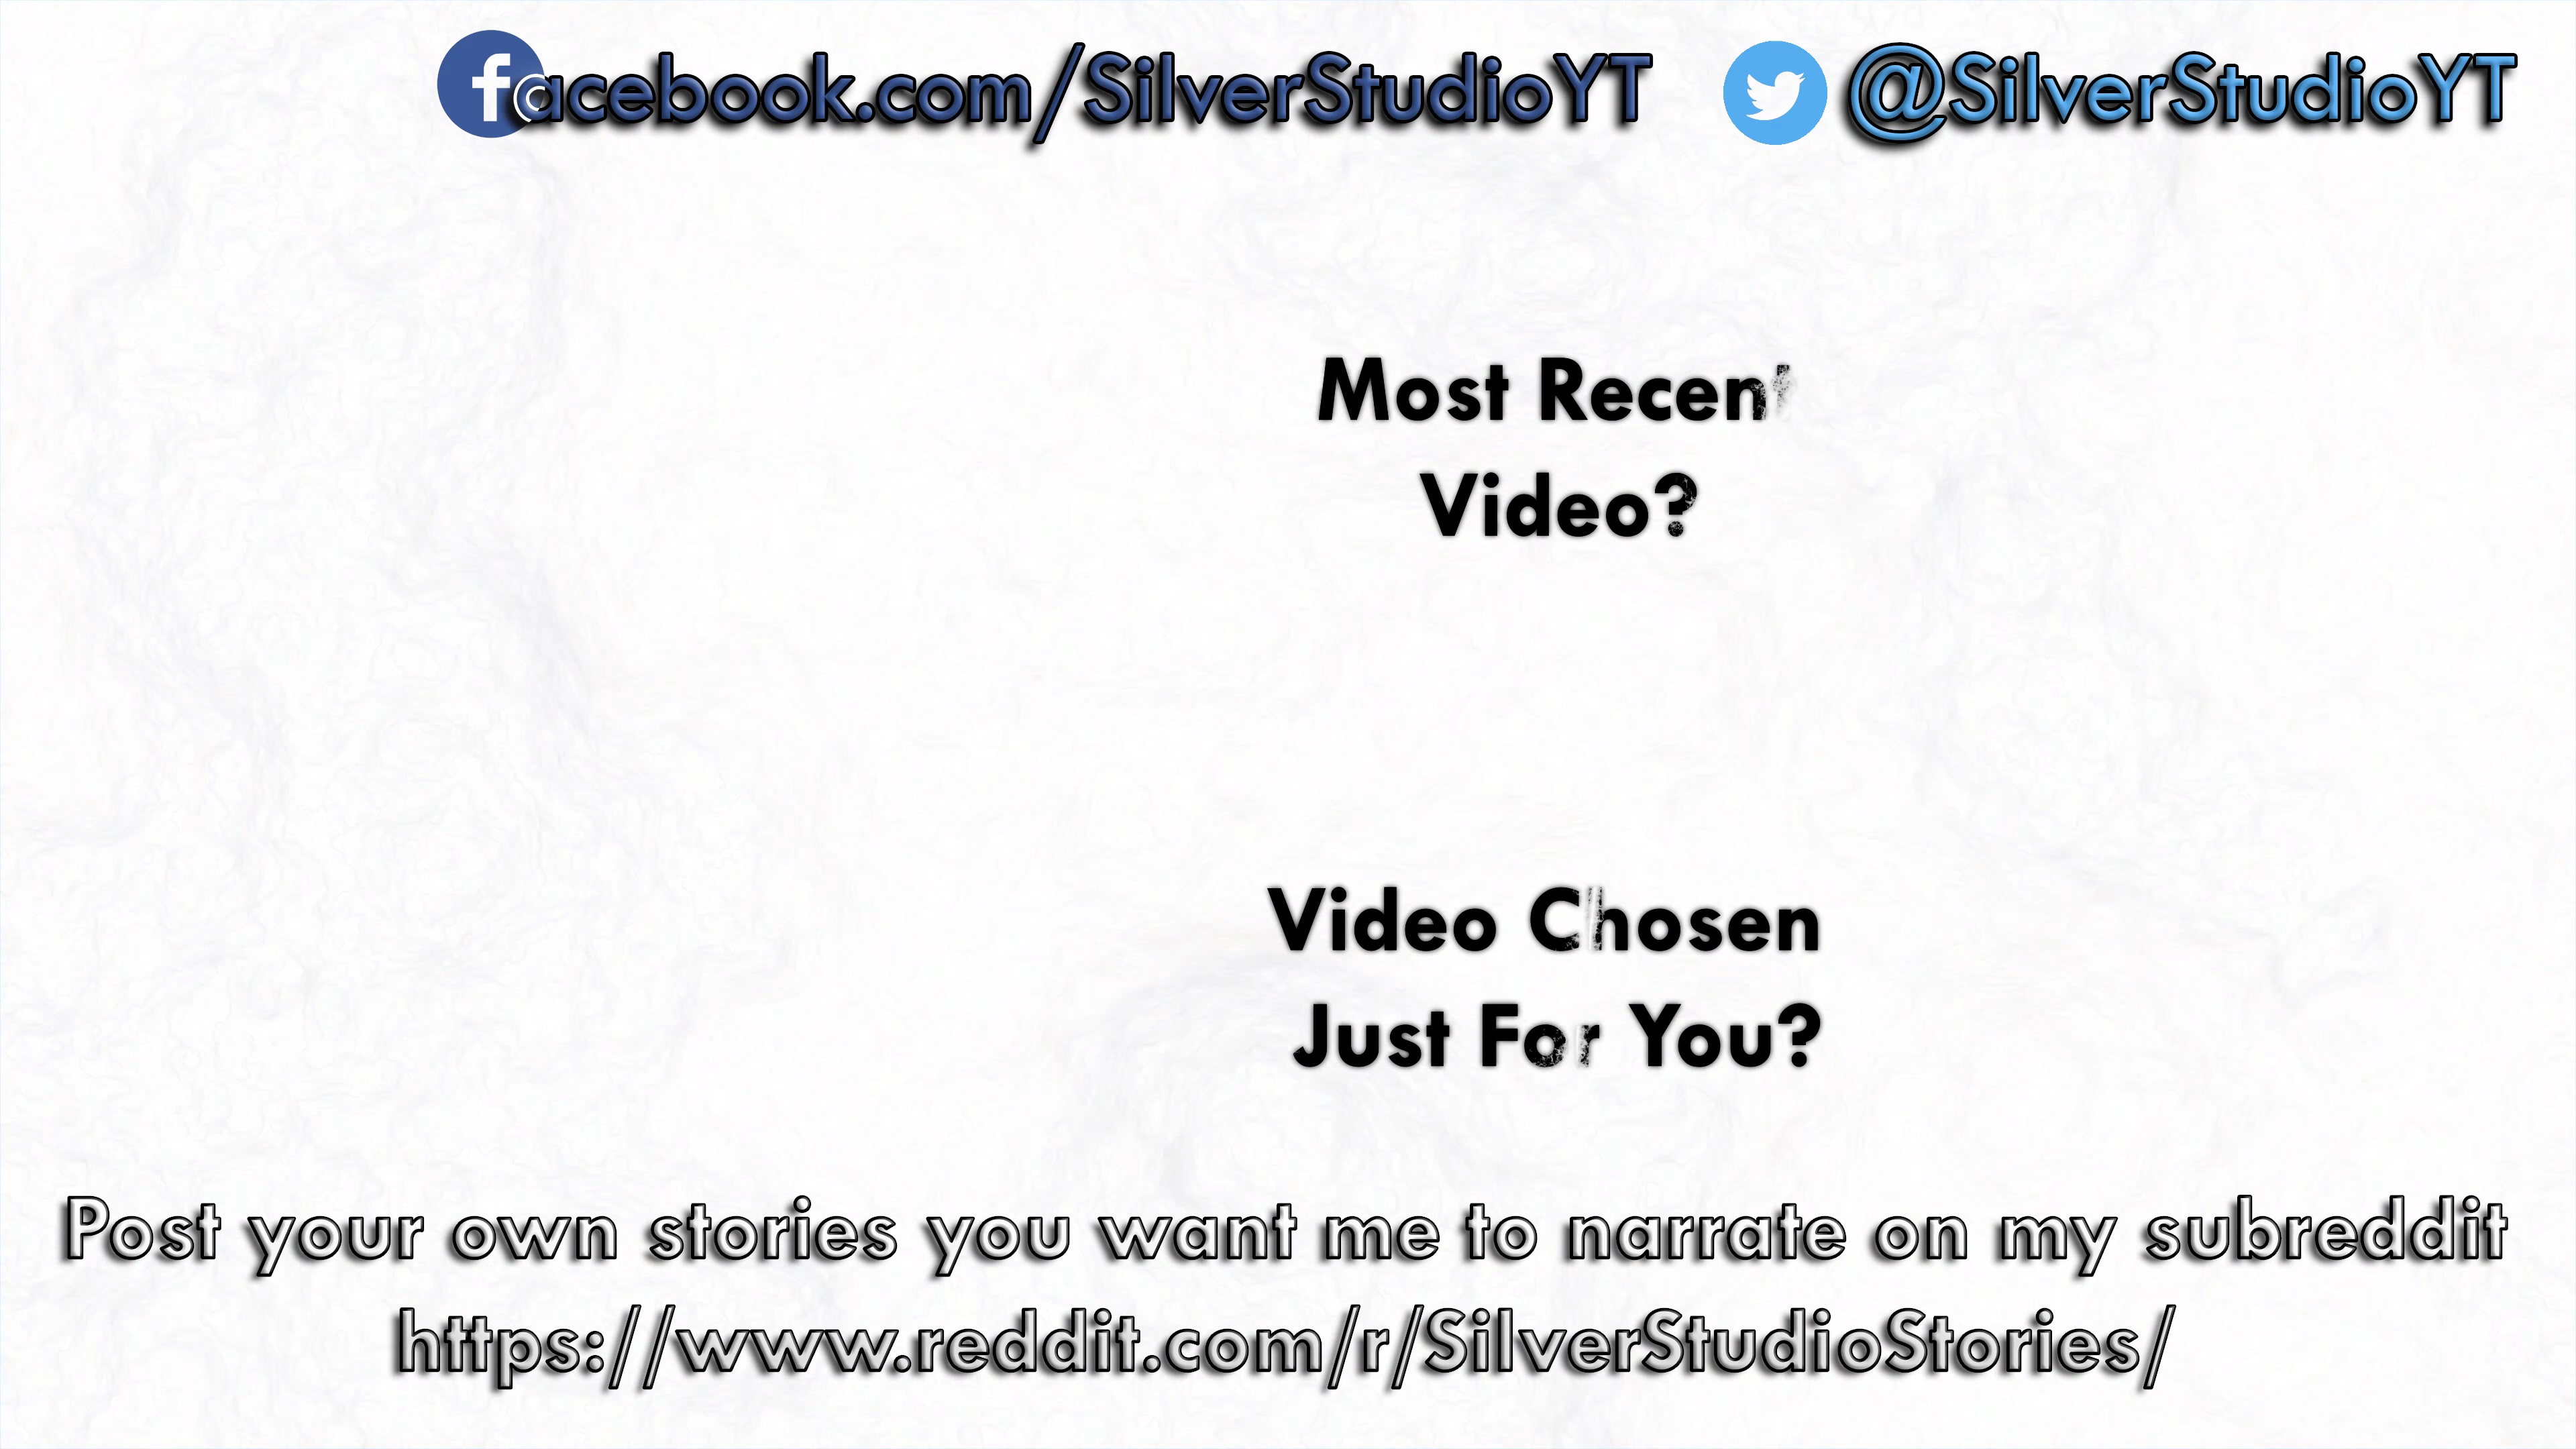 facebook.com/SilverStudioYT @SilverStudioYT
Most Recent
Video?
Video Chosen
Just For You?
Post your own stories you want me to narrate on my subreddit
https://www.reddit.com/r/SilverStudioStories/